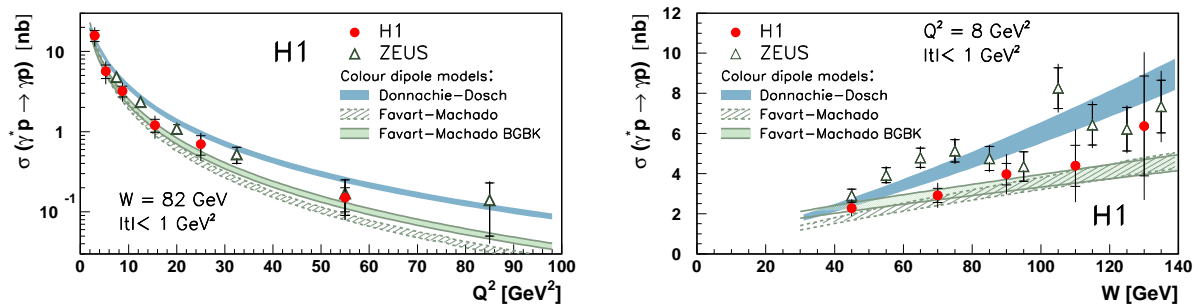 σ (γ* p → γp) [nb]
10
1
10⁻¹
H1
H1
ZEUS
Colour dipole models:
Donnachie−Dosch
Favart−Machado
Favart−Machado BGBK
W = 82 GeV
|t|< 1 GeV²
0 10 20 30 40 50 60 70 80 90 100
Q² [GeV²]
σ (γ* p → γp) [nb]
12
10
8
6
4
2
0
H1
ZEUS
Colour dipole models:
Donnachie−Dosch
Favart−Machado
Favart−Machado BGBK
Q² = 8 GeV²
|t|< 1 GeV²
H1
0 20 40 60 80 100 120 140
W [GeV]